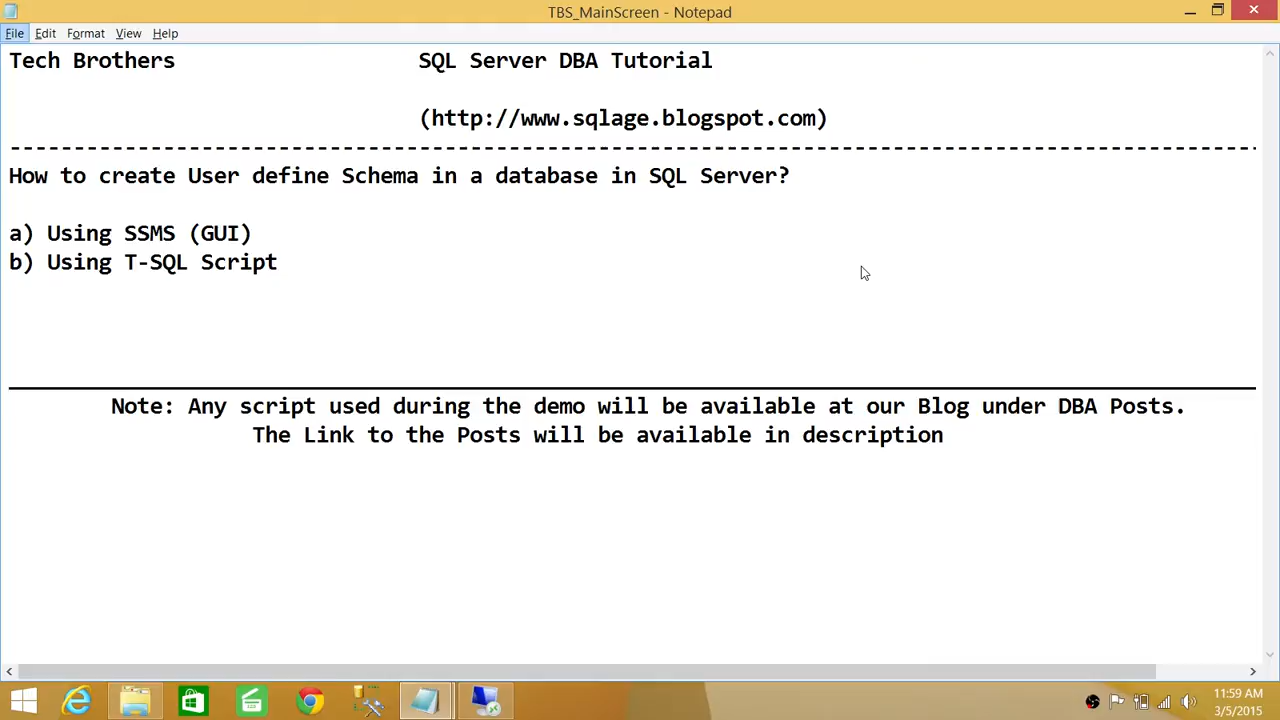 TBS_MainScreen - Notepad
File Edit Format View Help
Tech Brothers SQL Server DBA Tutorial
(http://www.sqlage.blogspot.com)
--------------------------------------------------------------------------------------------------
How to create User define Schema in a database in SQL Server?
a) Using SSMS (GUI)
b) Using T-SQL Script
Note: Any script used during the demo will be available at our Blog under DBA Posts.
The Link to the Posts will be available in description
11:59 AM
3/5/2015